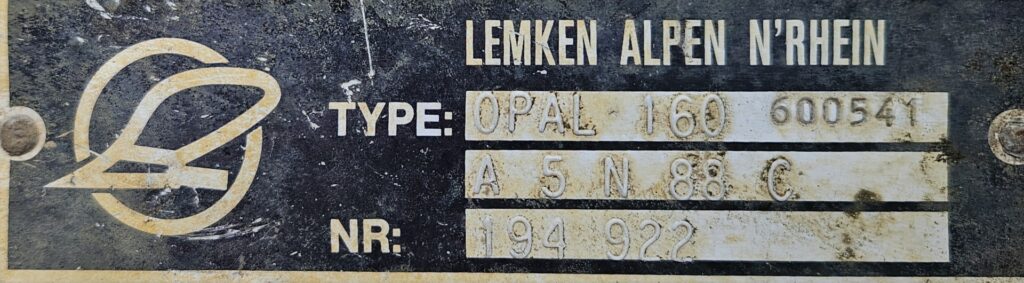 LEMKEN ALPEN N'RHEIN
TYPE: OPAL 160 600541
A 5 N 88 C
NR: 194 922